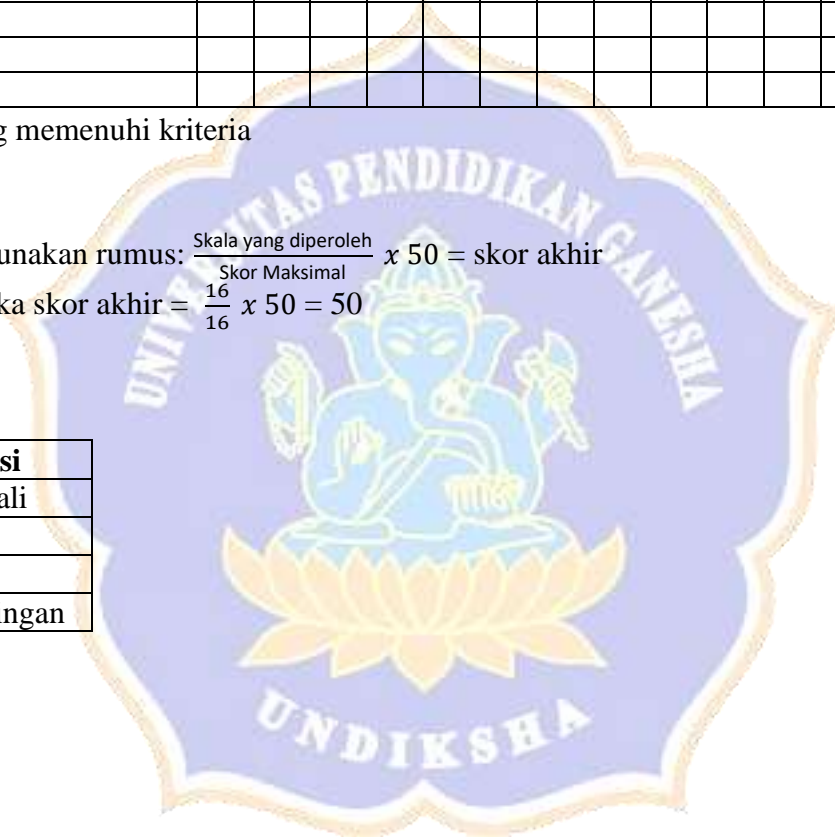 g memenuhi kriteria
UNIVERSITAS PENDIDIKAN GANESHA
unakan rumus: Skala yang diperoleh / Skor Maksimal x 50 = skor akhir
ka skor akhir = 16/16 x 50 = 50
si
ali
ingan
UNDIKSHA